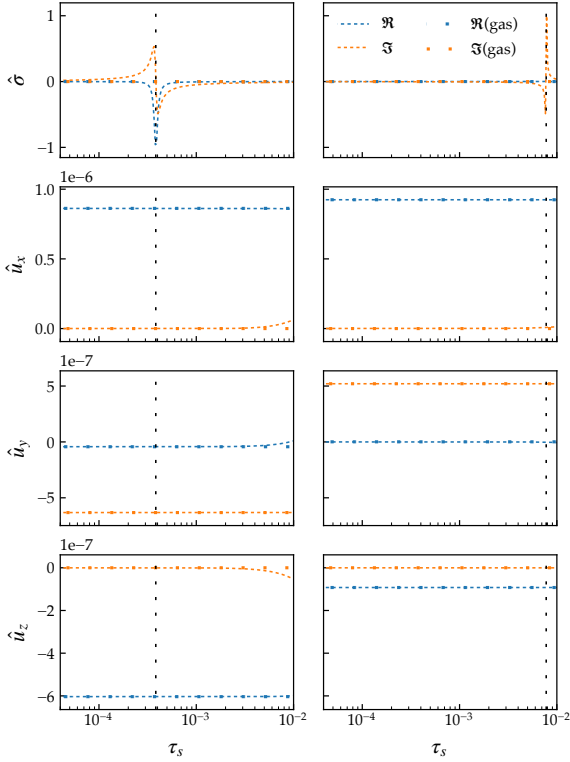 ℜ ℜ(gas)
ℑ ℑ(gas)
1
0
−1
σ̂
1e−6
1.0
0.5
0.0
û_x
1e−7
5
0
−5
û_y
1e−7
0
−2
−4
−6
û_z
10⁻⁴ 10⁻³ 10⁻² 10⁻³ 10⁻²
τ_s τ_s